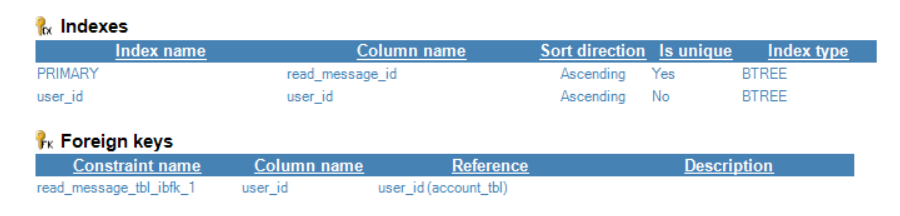 Indexes
Index name Column name Sort direction Is unique Index type
PRIMARY read_message_id Ascending Yes BTREE
user_id user_id Ascending No BTREE
FK Foreign keys
Constraint name Column name Reference Description
read_message_tbl_ibfk_1 user_id user_id (account_tbl)